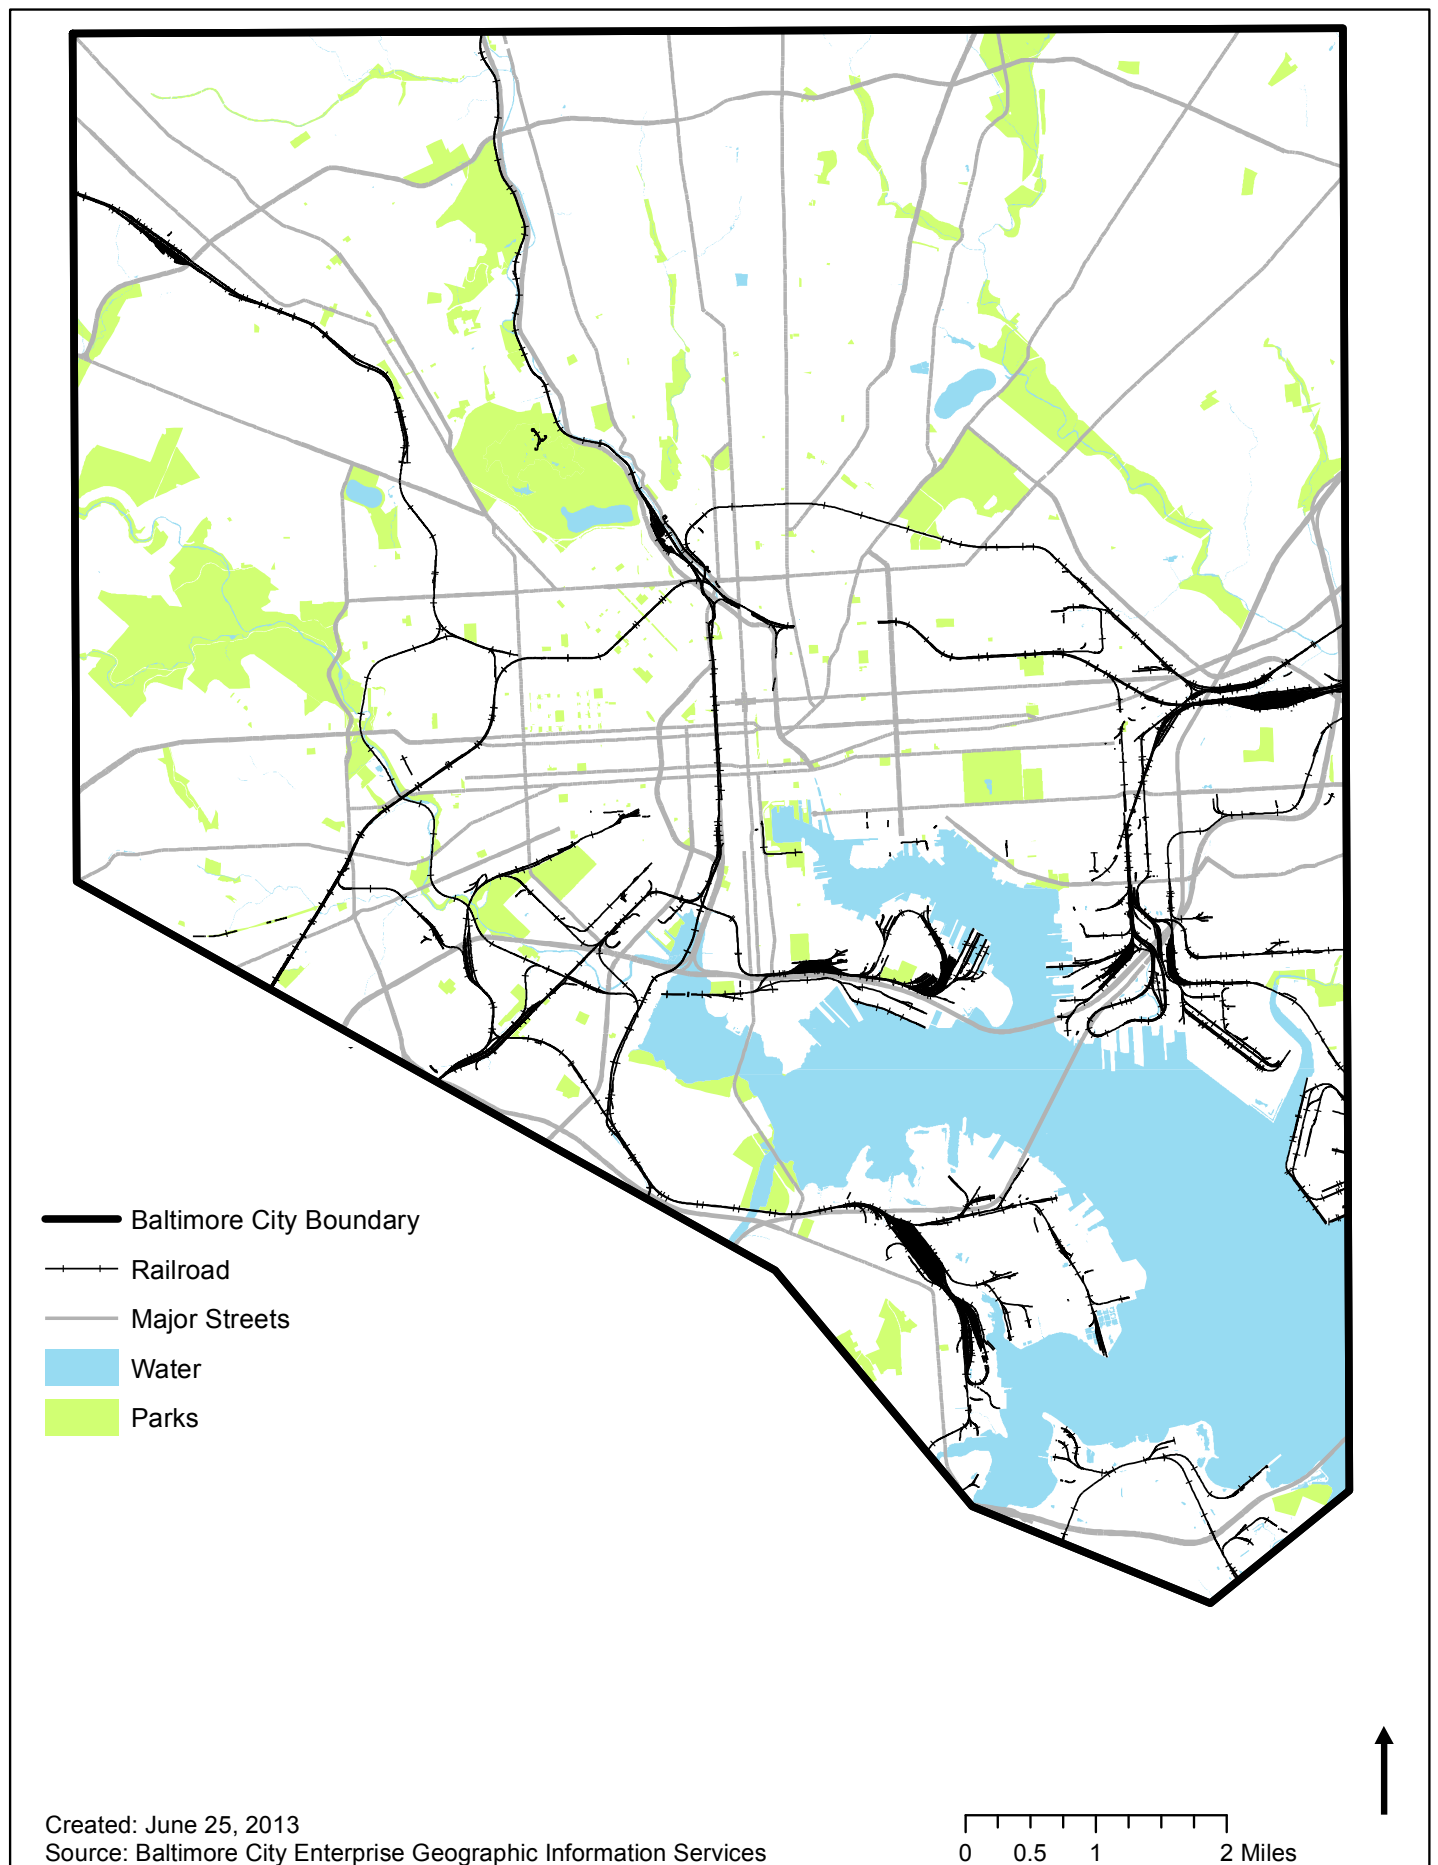 Baltimore City Boundary
Railroad
Major Streets
Water
Parks
Created: June 25, 2013
Source: Baltimore City Enterprise Geographic Information Services
0 0.5 1 2 Miles